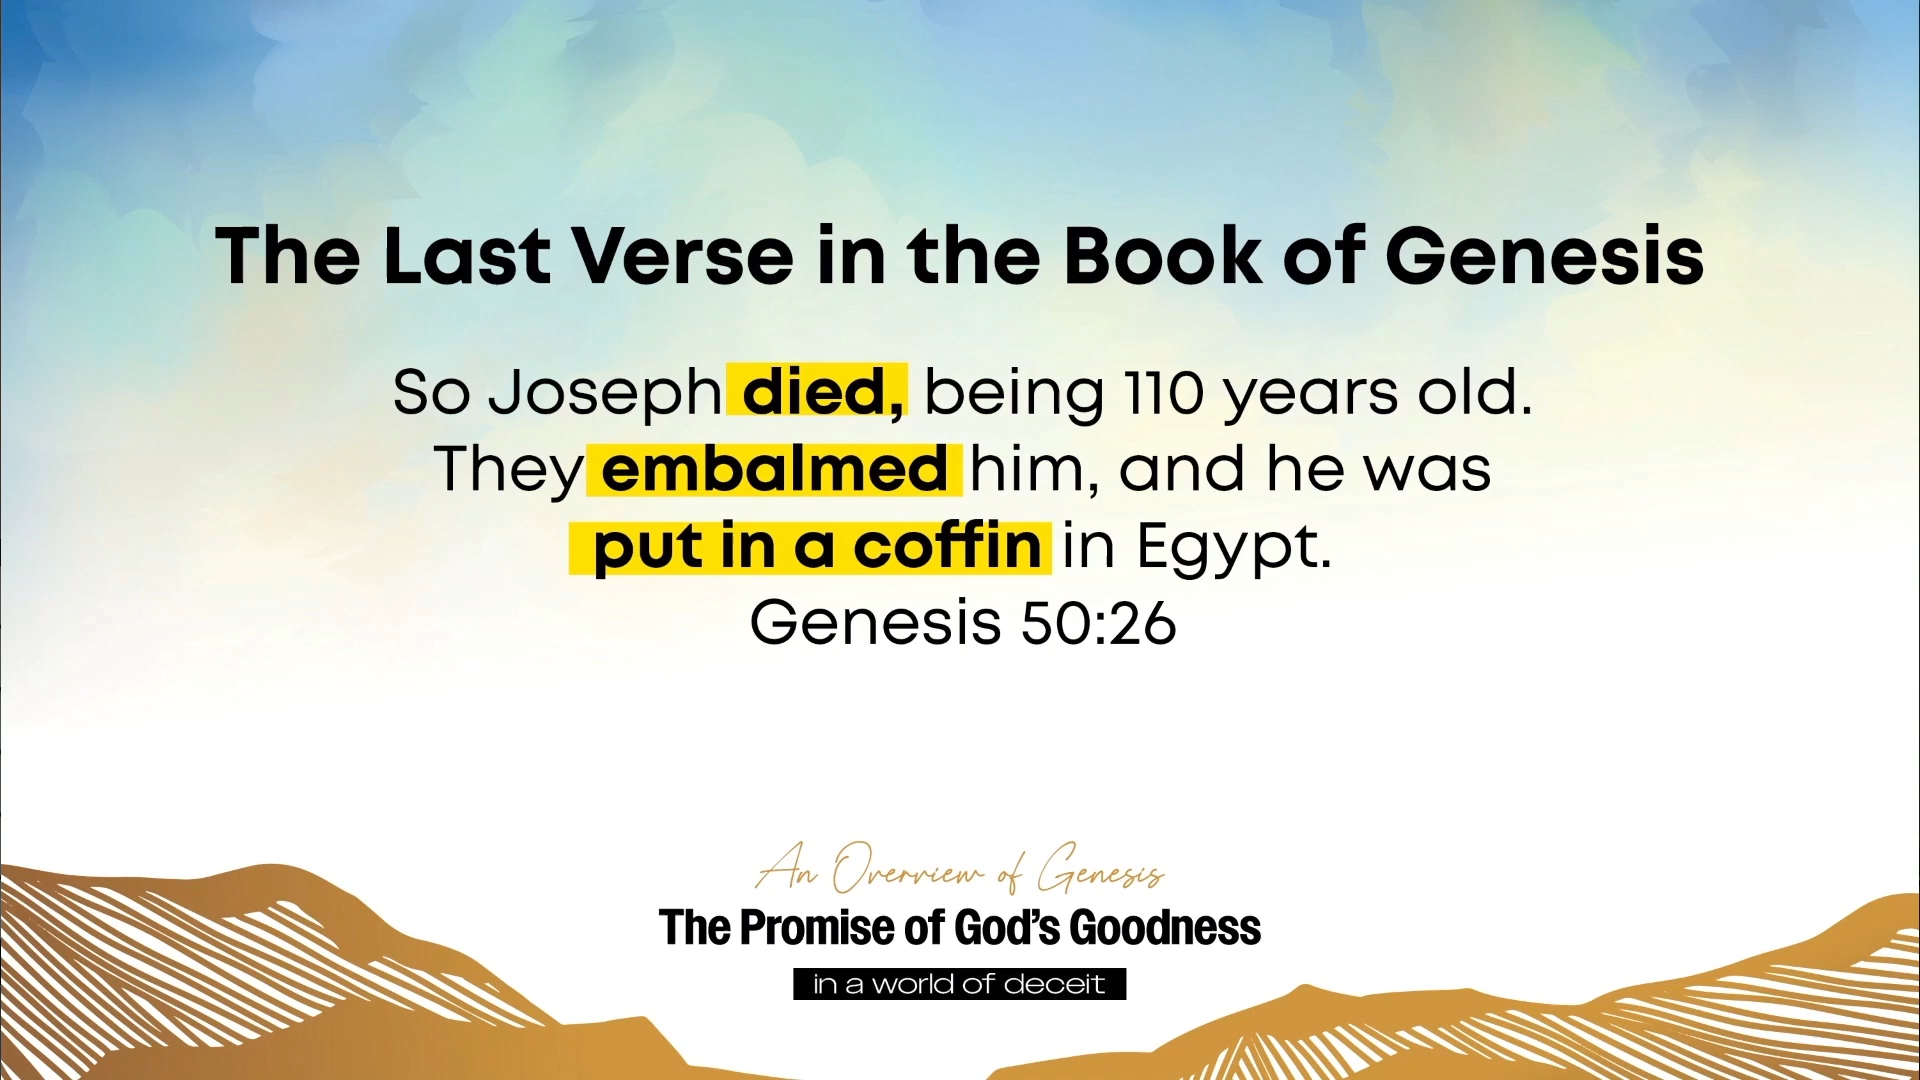 The Last Verse in the Book of Genesis
So Joseph died, being 110 years old.
They embalmed him, and he was
put in a coffin in Egypt.
Genesis 50:26
An Overview of Genesis
The Promise of God’s Goodness
in a world of deceit